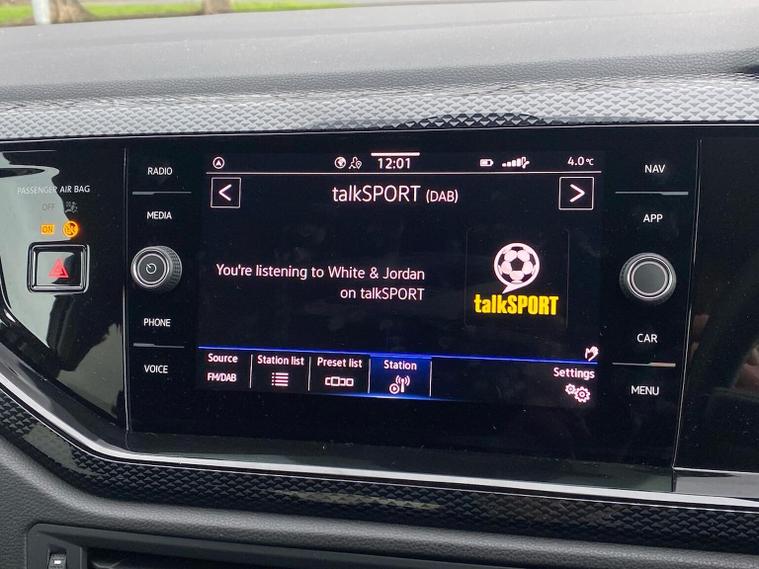 PASSENGER AIR BAG
OFF
ON
RADIO
MEDIA
PHONE
VOICE
12:01
4.0°C
talkSPORT (DAB)
You're listening to White & Jordan
on talkSPORT
talkSPORT
Source
FM/DAB
Station list
Preset list
Station
Settings
NAV
APP
CAR
MENU